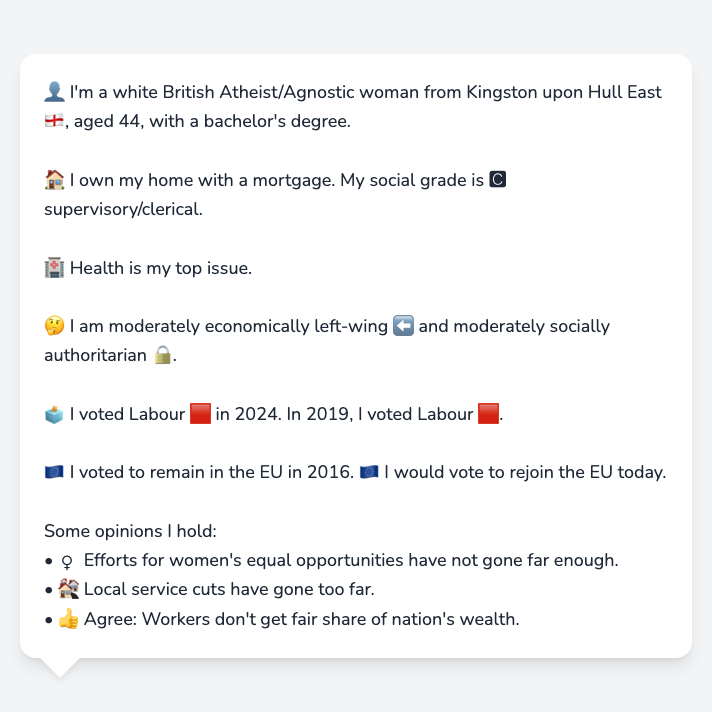 👤 I'm a white British Atheist/Agnostic woman from Kingston upon Hull East
🏴󠁧󠁢󠁥󠁮󠁧󠁿, aged 44, with a bachelor's degree.
🏠 I own my home with a mortgage. My social grade is C
supervisory/clerical.
🏥 Health is my top issue.
🤔 I am moderately economically left-wing ⬅️ and moderately socially
authoritarian 🔒.
🗳️ I voted Labour 🟥 in 2024. In 2019, I voted Labour 🟥.
🇪🇺 I voted to remain in the EU in 2016. 🇪🇺 I would vote to rejoin the EU today.
Some opinions I hold:
• ♀ Efforts for women's equal opportunities have not gone far enough.
• 🏘️ Local service cuts have gone too far.
• 👍 Agree: Workers don't get fair share of nation's wealth.